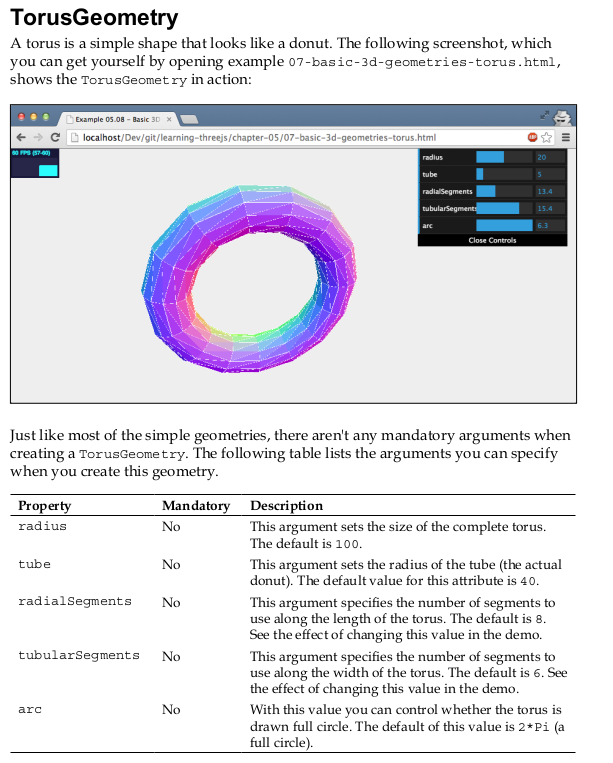 TorusGeometry
A torus is a simple shape that looks like a donut. The following screenshot, which
you can get yourself by opening example 07-basic-3d-geometries-torus.html,
shows the TorusGeometry in action:
Example 05.08 - Basic 3D
localhost/Dev/git/learning-threejs/chapter-05/07-basic-3d-geometries-torus.html
60 FPS (57-60)
radius 20
tube 5
radialSegments 13.4
tubularSegments 15.4
arc 6.3
Close Controls
Just like most of the simple geometries, there aren't any mandatory arguments when
creating a TorusGeometry. The following table lists the arguments you can specify
when you create this geometry.
Property Mandatory Description
radius No This argument sets the size of the complete torus.
The default is 100.
tube No This argument sets the radius of the tube (the actual
donut). The default value for this attribute is 40.
radialSegments No This argument specifies the number of segments to
use along the length of the torus. The default is 8.
See the effect of changing this value in the demo.
tubularSegments No This argument specifies the number of segments to
use along the width of the torus. The default is 6. See
the effect of changing this value in the demo.
arc No With this value you can control whether the torus is
drawn full circle. The default of this value is 2*Pi (a
full circle).